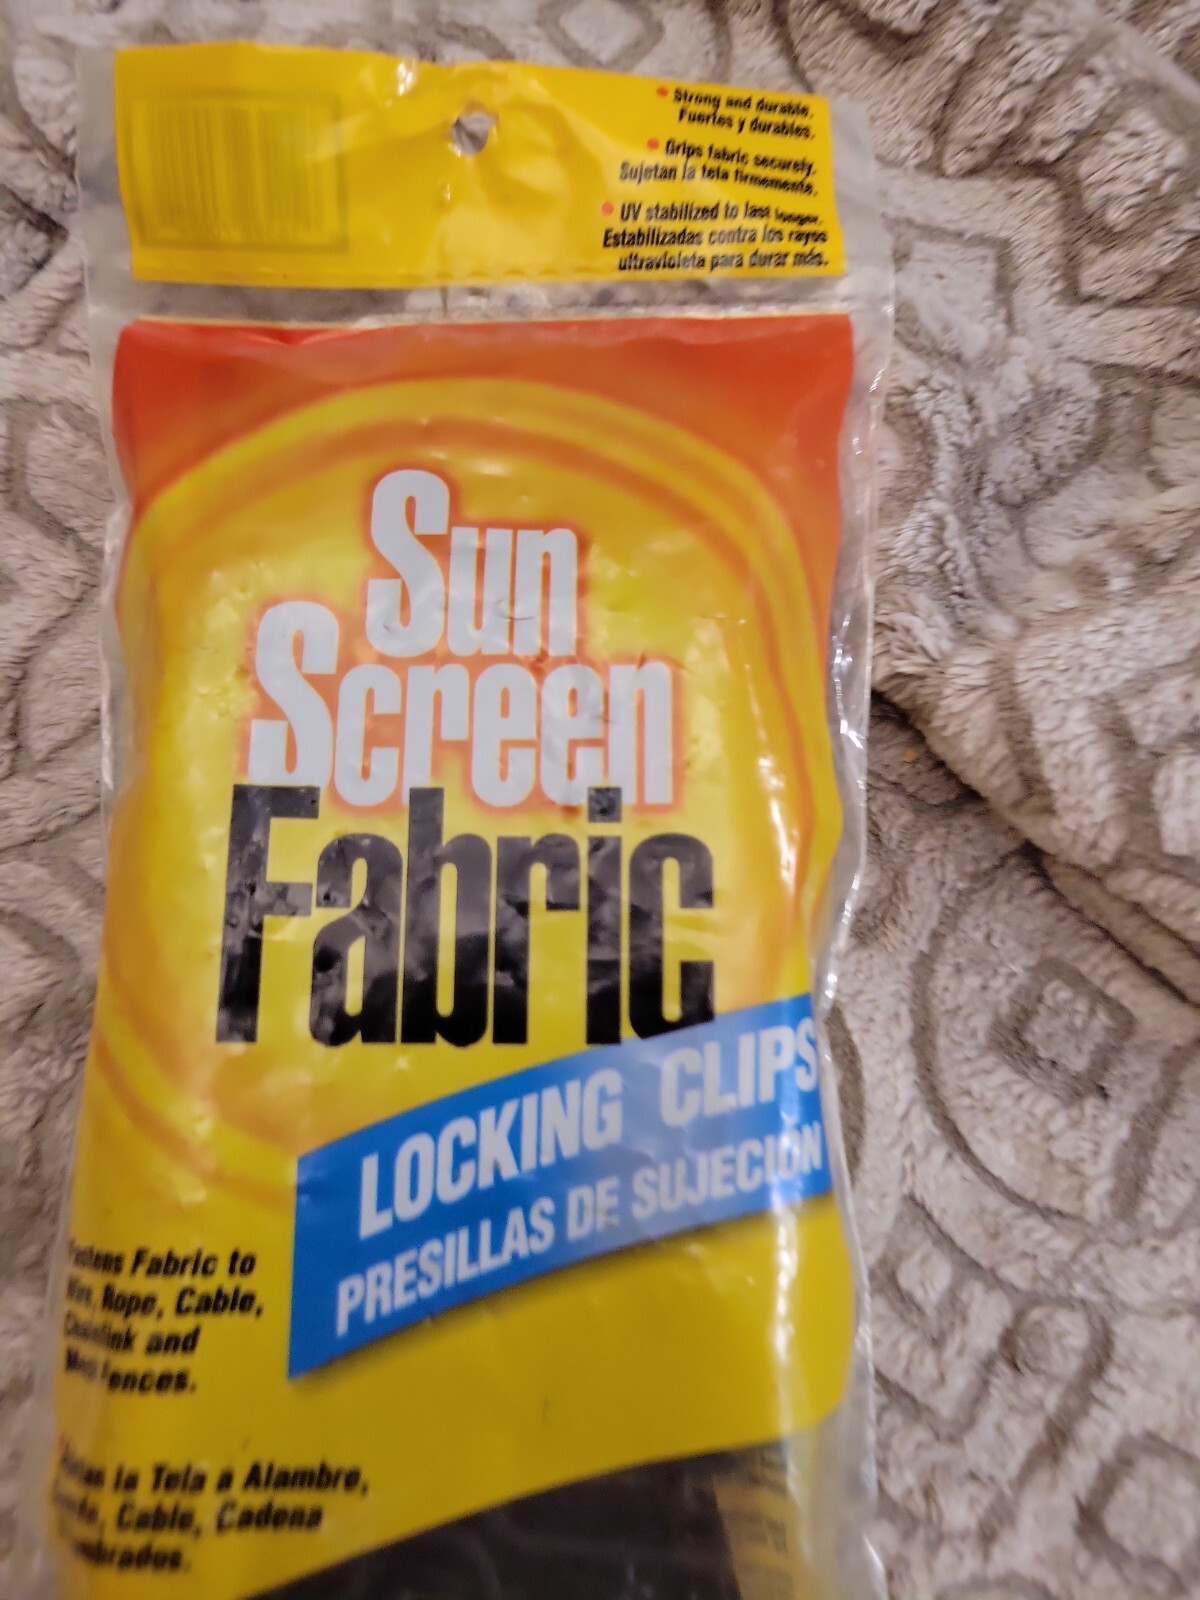 Strong and durable.
Fuertes y durables.
Grips fabric securely.
Sujetan la tela firmemente.
UV stabilized to last longer.
Estabilizadas contra los rayos
ultravioleta para durar más.
Sun
Screen
Fabric
LOCKING CLIPS
PRESILLAS DE SUJECIÓN
Fabric to
Rope, Cable,
and
la Tela a Alambre,
Cable, Cadena